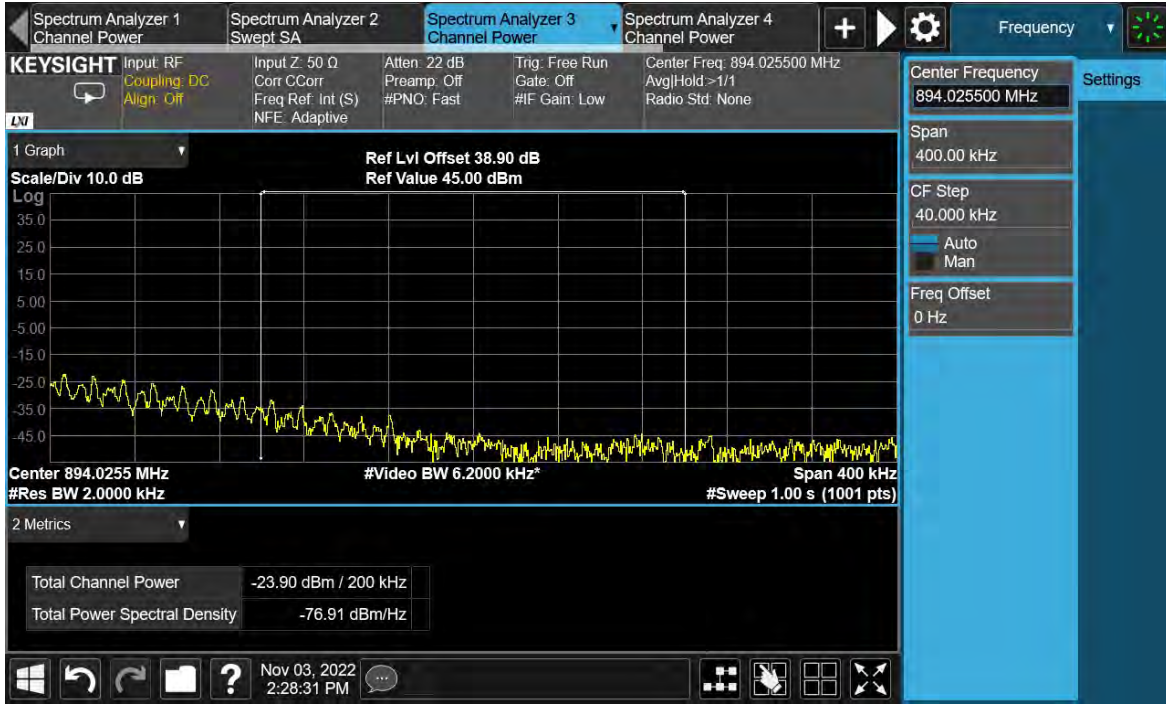 Spectrum Analyzer 1
Channel Power
Spectrum Analyzer 2
Swept SA
Spectrum Analyzer 3
Channel Power
Spectrum Analyzer 4
Channel Power
+
Frequency
KEYSIGHT
LXI
Input: RF
Coupling: DC
Align: Off
Input Z: 50 Ω
Corr CCorr
Freq Ref: Int (S)
NFE: Adaptive
Atten: 22 dB
Preamp: Off
#PNO: Fast
Trig: Free Run
Gate: Off
#IF Gain: Low
Center Freq: 894.025500 MHz
Avg|Hold:>1/1
Radio Std: None
Center Frequency
894.025500 MHz
Settings
Span
400.00 kHz
CF Step
40.000 kHz
Auto
Man
Freq Offset
0 Hz
1 Graph
Scale/Div 10.0 dB
Ref Lvl Offset 38.90 dB
Ref Value 45.00 dBm
Log
35.0
25.0
15.0
5.00
-5.00
-15.0
-25.0
-35.0
-45.0
Center 894.0255 MHz
#Video BW 6.2000 kHz*
Span 400 kHz
#Res BW 2.0000 kHz
#Sweep 1.00 s (1001 pts)
2 Metrics
Total Channel Power -23.90 dBm / 200 kHz
Total Power Spectral Density -76.91 dBm/Hz
?
Nov 03, 2022
2:28:31 PM